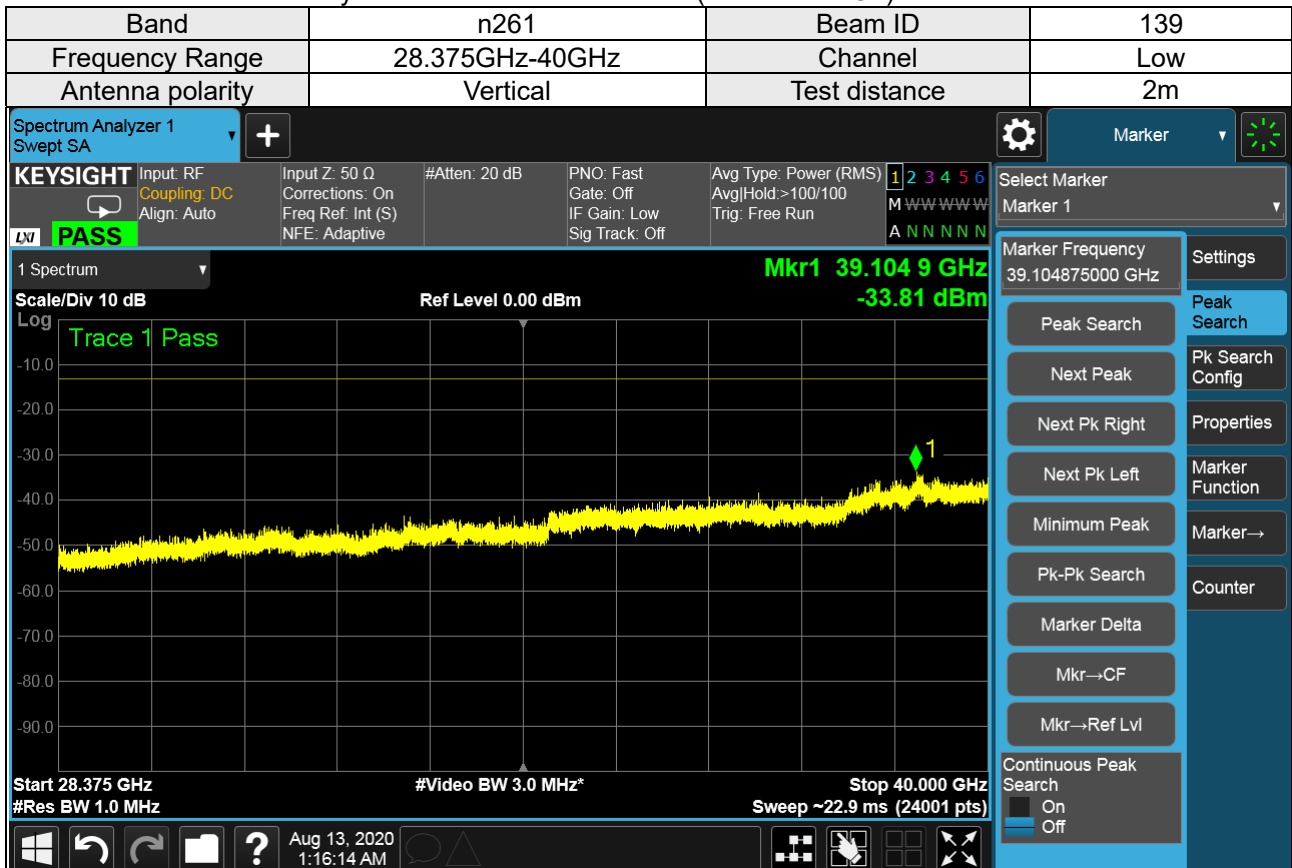 Band n261 Beam ID 139
Frequency Range 28.375GHz-40GHz Channel Low
Antenna polarity Vertical Test distance 2m
Spectrum Analyzer 1
Swept SA
+
Marker
KEYSIGHT
LXI PASS
Input: RF
Coupling: DC
Align: Auto
Input Z: 50 Ω
Corrections: On
Freq Ref: Int (S)
NFE: Adaptive
#Atten: 20 dB
PNO: Fast
Gate: Off
IF Gain: Low
Sig Track: Off
Avg Type: Power (RMS)
Avg|Hold:>100/100
Trig: Free Run
1 2 3 4 5 6
M W W W W W
A N N N N N
Select Marker
Marker 1
1 Spectrum
Mkr1 39.104 9 GHz
Scale/Div 10 dB Ref Level 0.00 dBm -33.81 dBm
Log
Trace 1 Pass
-10.0
-20.0
-30.0
1
-40.0
-50.0
-60.0
-70.0
-80.0
-90.0
Start 28.375 GHz #Video BW 3.0 MHz* Stop 40.000 GHz
#Res BW 1.0 MHz Sweep ~22.9 ms (24001 pts)
Marker Frequency
39.104875000 GHz
Peak Search
Next Peak
Next Pk Right
Next Pk Left
Minimum Peak
Pk-Pk Search
Marker Delta
Mkr→CF
Mkr→Ref Lvl
Continuous Peak
Search
On
Off
Settings
Peak
Search
Pk Search
Config
Properties
Marker
Function
Marker→
Counter
?
Aug 13, 2020
1:16:14 AM